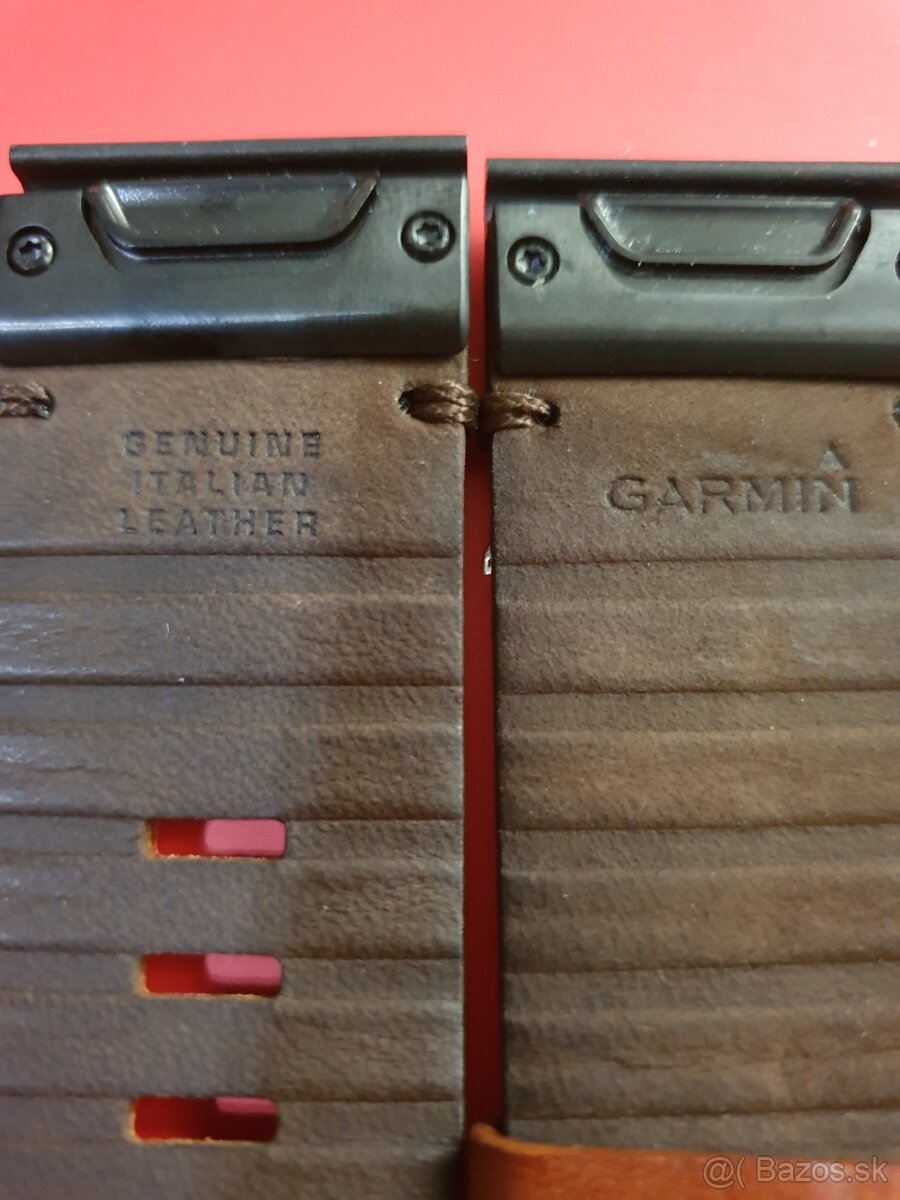 GENUINE
ITALIAN
LEATHER
GARMIN
@( Bazos.sk